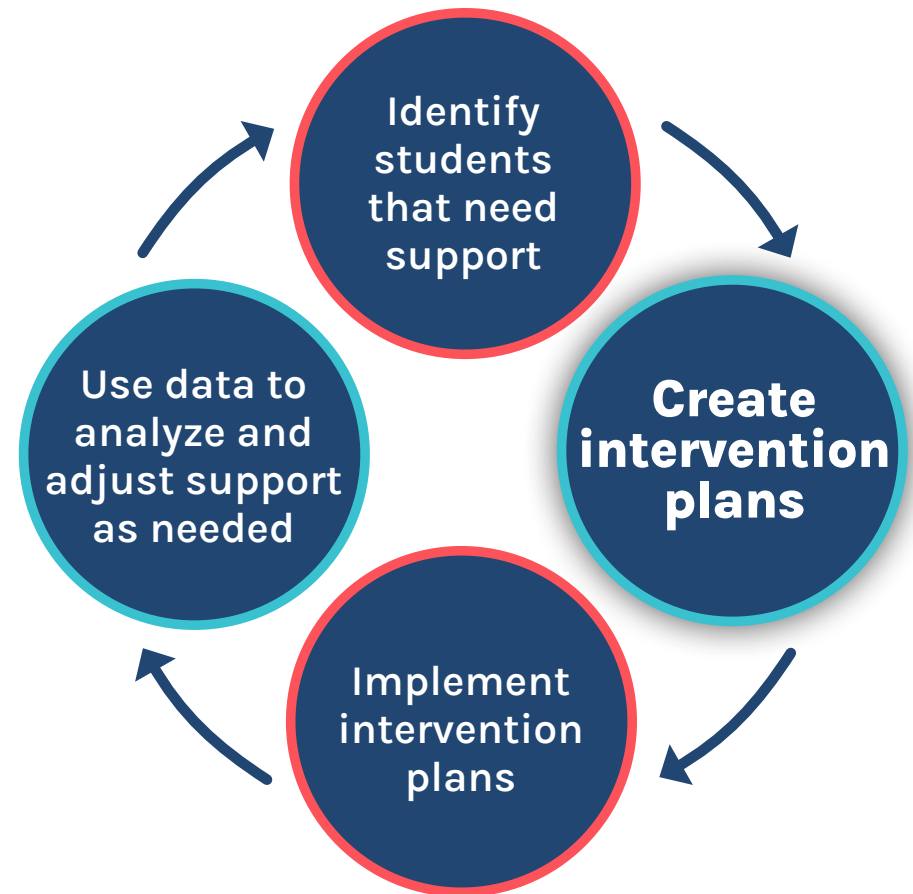 Identify
students
that need
support
Create
intervention
plans
Implement
intervention
plans
Use data to
analyze and
adjust support
as needed